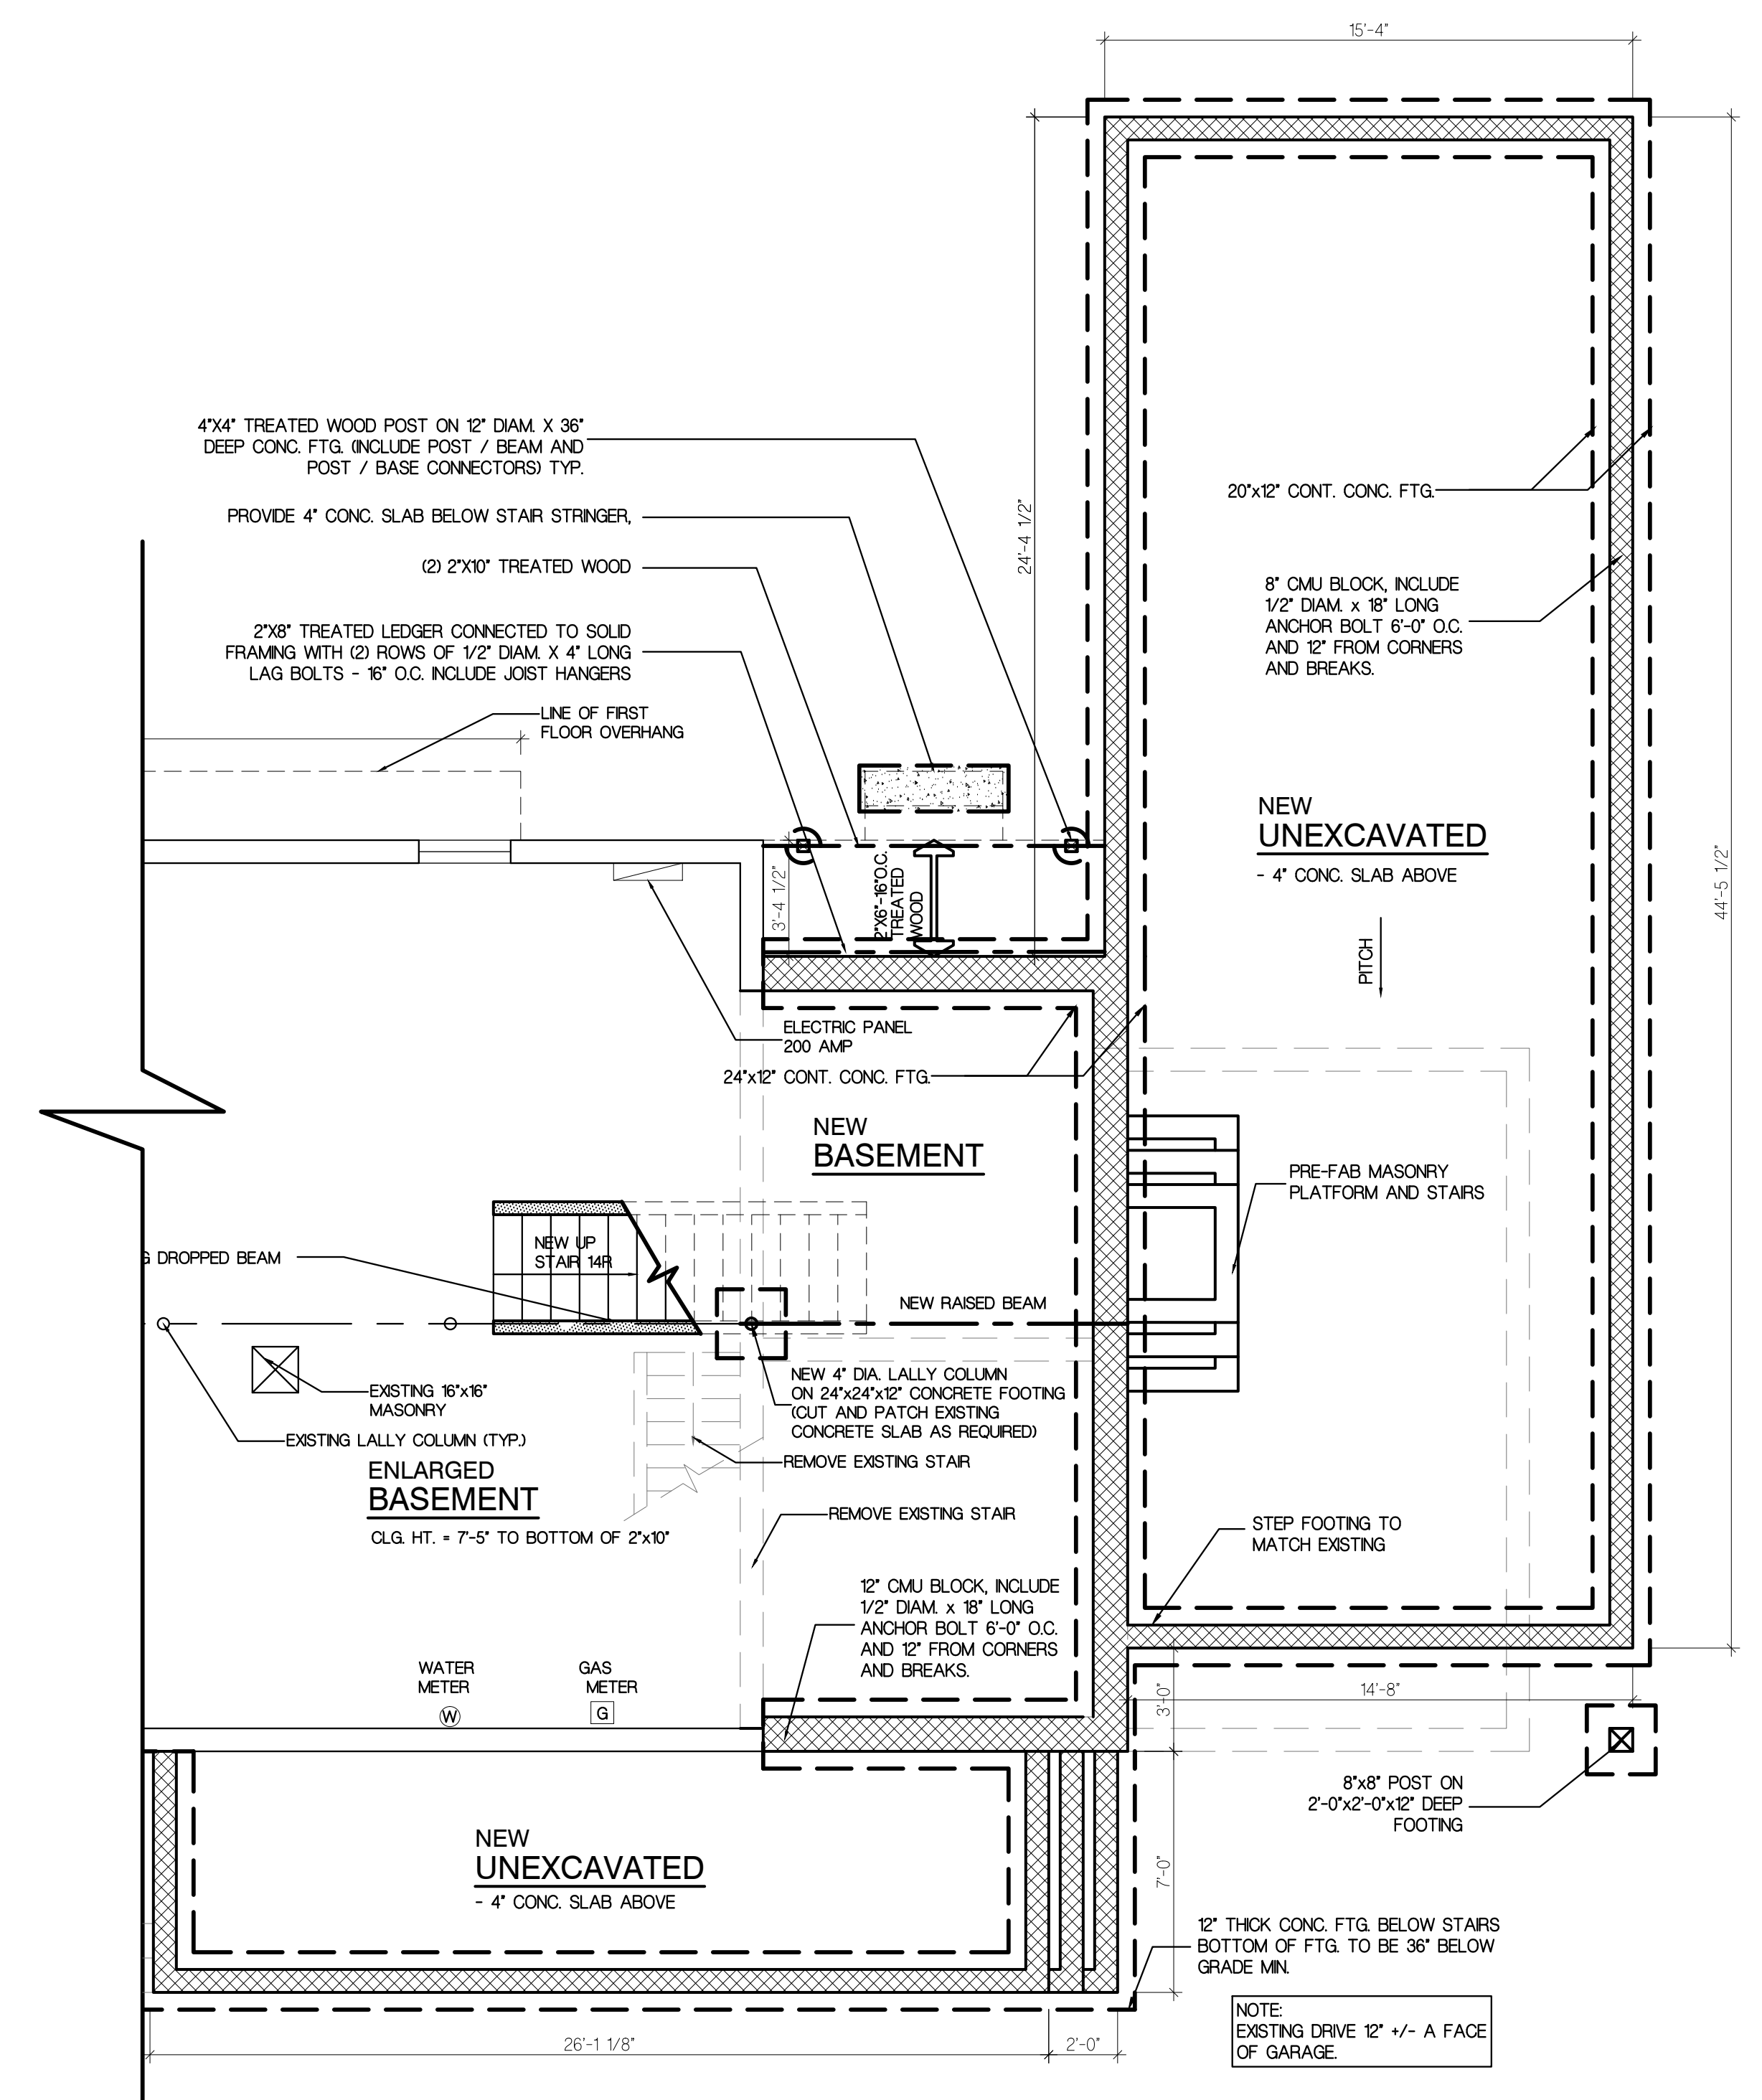 15'-4"
4"X4" TREATED WOOD POST ON 12" DIAM. X 36"
DEEP CONC. FTG. (INCLUDE POST / BEAM AND
POST / BASE CONNECTORS) TYP.
PROVIDE 4" CONC. SLAB BELOW STAIR STRINGER,
(2) 2"X10" TREATED WOOD
2"X8" TREATED LEDGER CONNECTED TO SOLID
FRAMING WITH (2) ROWS OF 1/2" DIAM. X 4" LONG
LAG BOLTS - 16" O.C. INCLUDE JOIST HANGERS
LINE OF FIRST
FLOOR OVERHANG
24'-4 1/2"
20"x12" CONT. CONC. FTG.
8" CMU BLOCK, INCLUDE
1/2" DIAM. x 18" LONG
ANCHOR BOLT 6'-0" O.C.
AND 12" FROM CORNERS
AND BREAKS.
NEW
UNEXCAVATED
- 4" CONC. SLAB ABOVE
44'-5 1/2"
3'-4 1/2"
2"X6"-16"O.C.
TREATED
WOOD
PITCH
ELECTRIC PANEL
200 AMP
24"x12" CONT. CONC. FTG.
NEW
BASEMENT
PRE-FAB MASONRY
PLATFORM AND STAIRS
NEW UP
STAIR 14R
G DROPPED BEAM
NEW RAISED BEAM
EXISTING 16"x16"
MASONRY
EXISTING LALLY COLUMN (TYP.)
NEW 4" DIA. LALLY COLUMN
ON 24"x24"x12" CONCRETE FOOTING
(CUT AND PATCH EXISTING
CONCRETE SLAB AS REQUIRED)
REMOVE EXISTING STAIR
ENLARGED
BASEMENT
CLG. HT. = 7'-5" TO BOTTOM OF 2"x10"
REMOVE EXISTING STAIR
STEP FOOTING TO
MATCH EXISTING
12" CMU BLOCK, INCLUDE
1/2" DIAM. x 18" LONG
ANCHOR BOLT 6'-0" O.C.
AND 12" FROM CORNERS
AND BREAKS.
WATER
METER
W
GAS
METER
G
3'-0"
14'-8"
8"x8" POST ON
2'-0"x2'-0"x12" DEEP
FOOTING
NEW
UNEXCAVATED
- 4" CONC. SLAB ABOVE
7'-0"
12" THICK CONC. FTG. BELOW STAIRS
BOTTOM OF FTG. TO BE 36" BELOW
GRADE MIN.
NOTE:
EXISTING DRIVE 12" +/- A FACE
OF GARAGE.
26'-1 1/8"
2'-0"